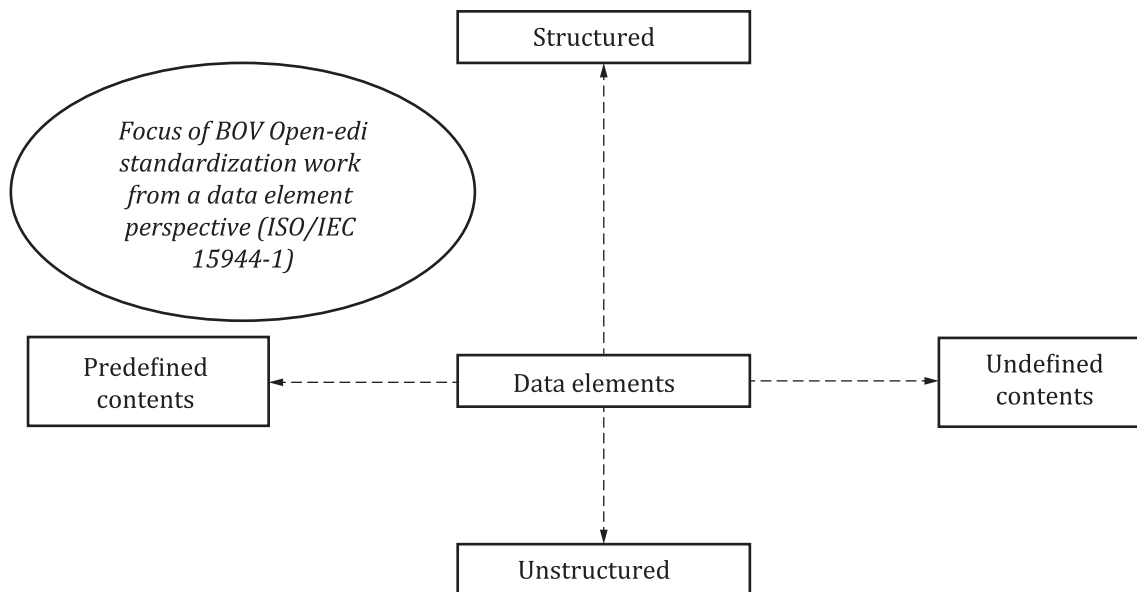 Structured
Focus of BOV Open-edi
standardization work
from a data element
perspective (ISO/IEC
15944-1)
Predefined
contents
Data elements
Undefined
contents
Unstructured